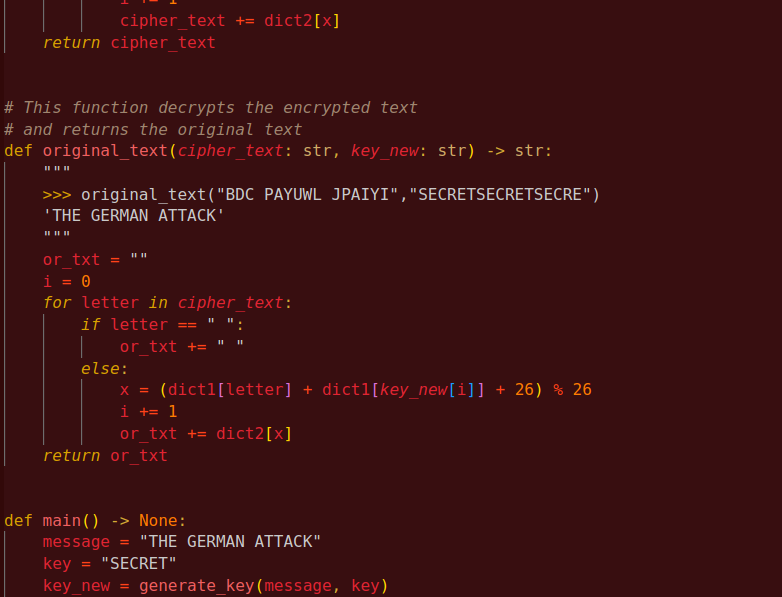 i += 1
cipher_text += dict2[x]
return cipher_text
# This function decrypts the encrypted text
# and returns the original text
def original_text(cipher_text: str, key_new: str) -> str:
"""
>>> original_text("BDC PAYUWL JPAIYI","SECRETSECRETSECRE")
'THE GERMAN ATTACK'
"""
or_txt = ""
i = 0
for letter in cipher_text:
if letter == " ":
or_txt += " "
else:
x = (dict1[letter] + dict1[key_new[i]] + 26) % 26
i += 1
or_txt += dict2[x]
return or_txt
def main() -> None:
message = "THE GERMAN ATTACK"
key = "SECRET"
key_new = generate_key(message, key)